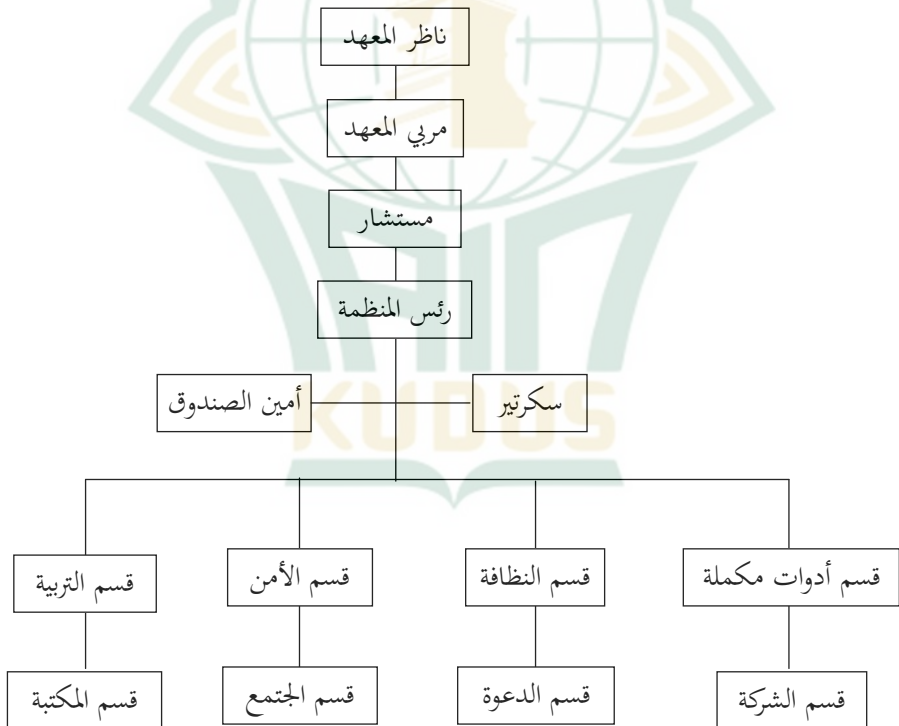 ناظر المعهد
مربي المعهد
مستشار
رئس المنظمة
سكرتير
أمين الصندوق
قسم أدوات مكملة
قسم النظافة
قسم الأمن
قسم التربية
قسم الشركة
قسم الدعوة
قسم الجتمع
قسم المكتبة
KUDUS